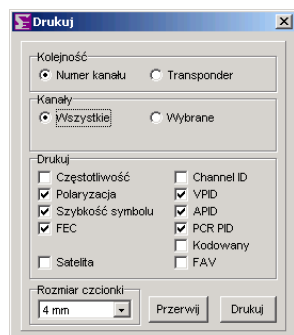 Drukuj
Kolejność
Numer kanału Transponder
Kanały
Wszystkie Wybrane
Drukuj
Częstotliwość Channel ID
Polaryzacja VPID
Szybkość symbolu APID
FEC PCR PID
Kodowany
Satelita FAV
Rozmiar czcionki
4 mm Przerwij Drukuj